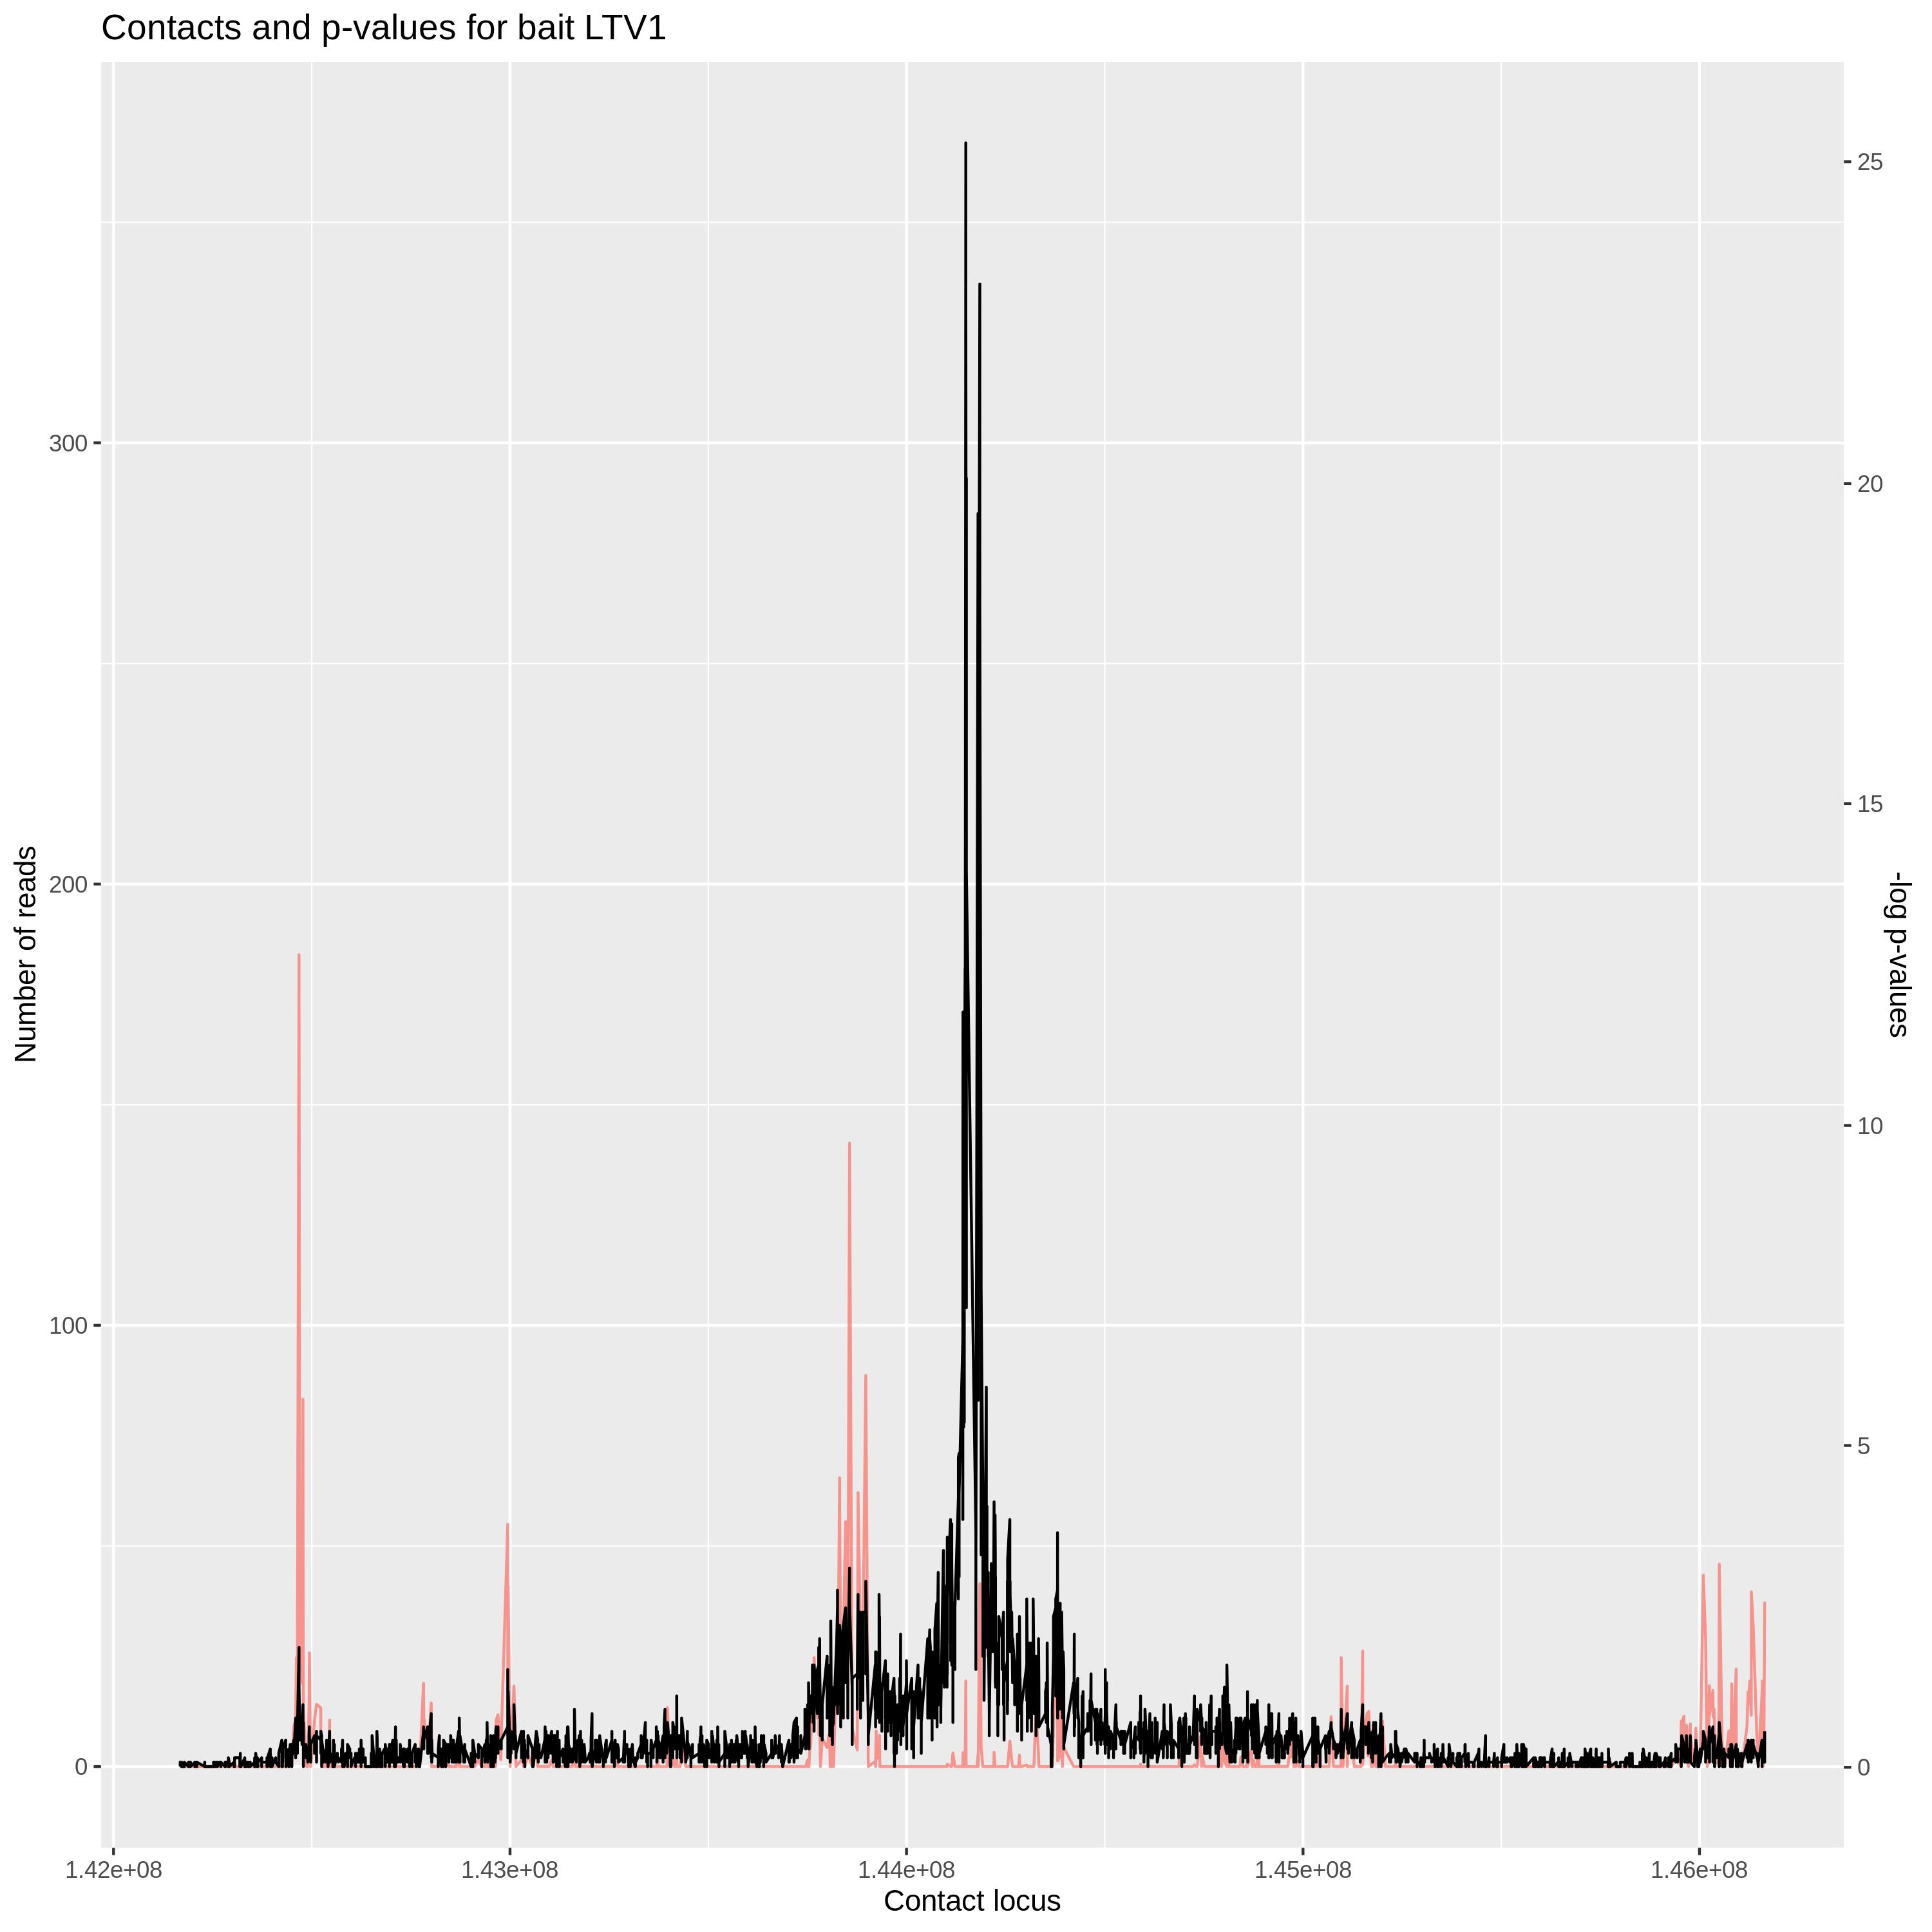 Contacts and p-values for bait LTV1
Number of reads
300
200
100
0
25
20
15
10
5
0
-log p-values
1.42e+08
1.43e+08
1.44e+08
1.45e+08
1.46e+08
Contact locus